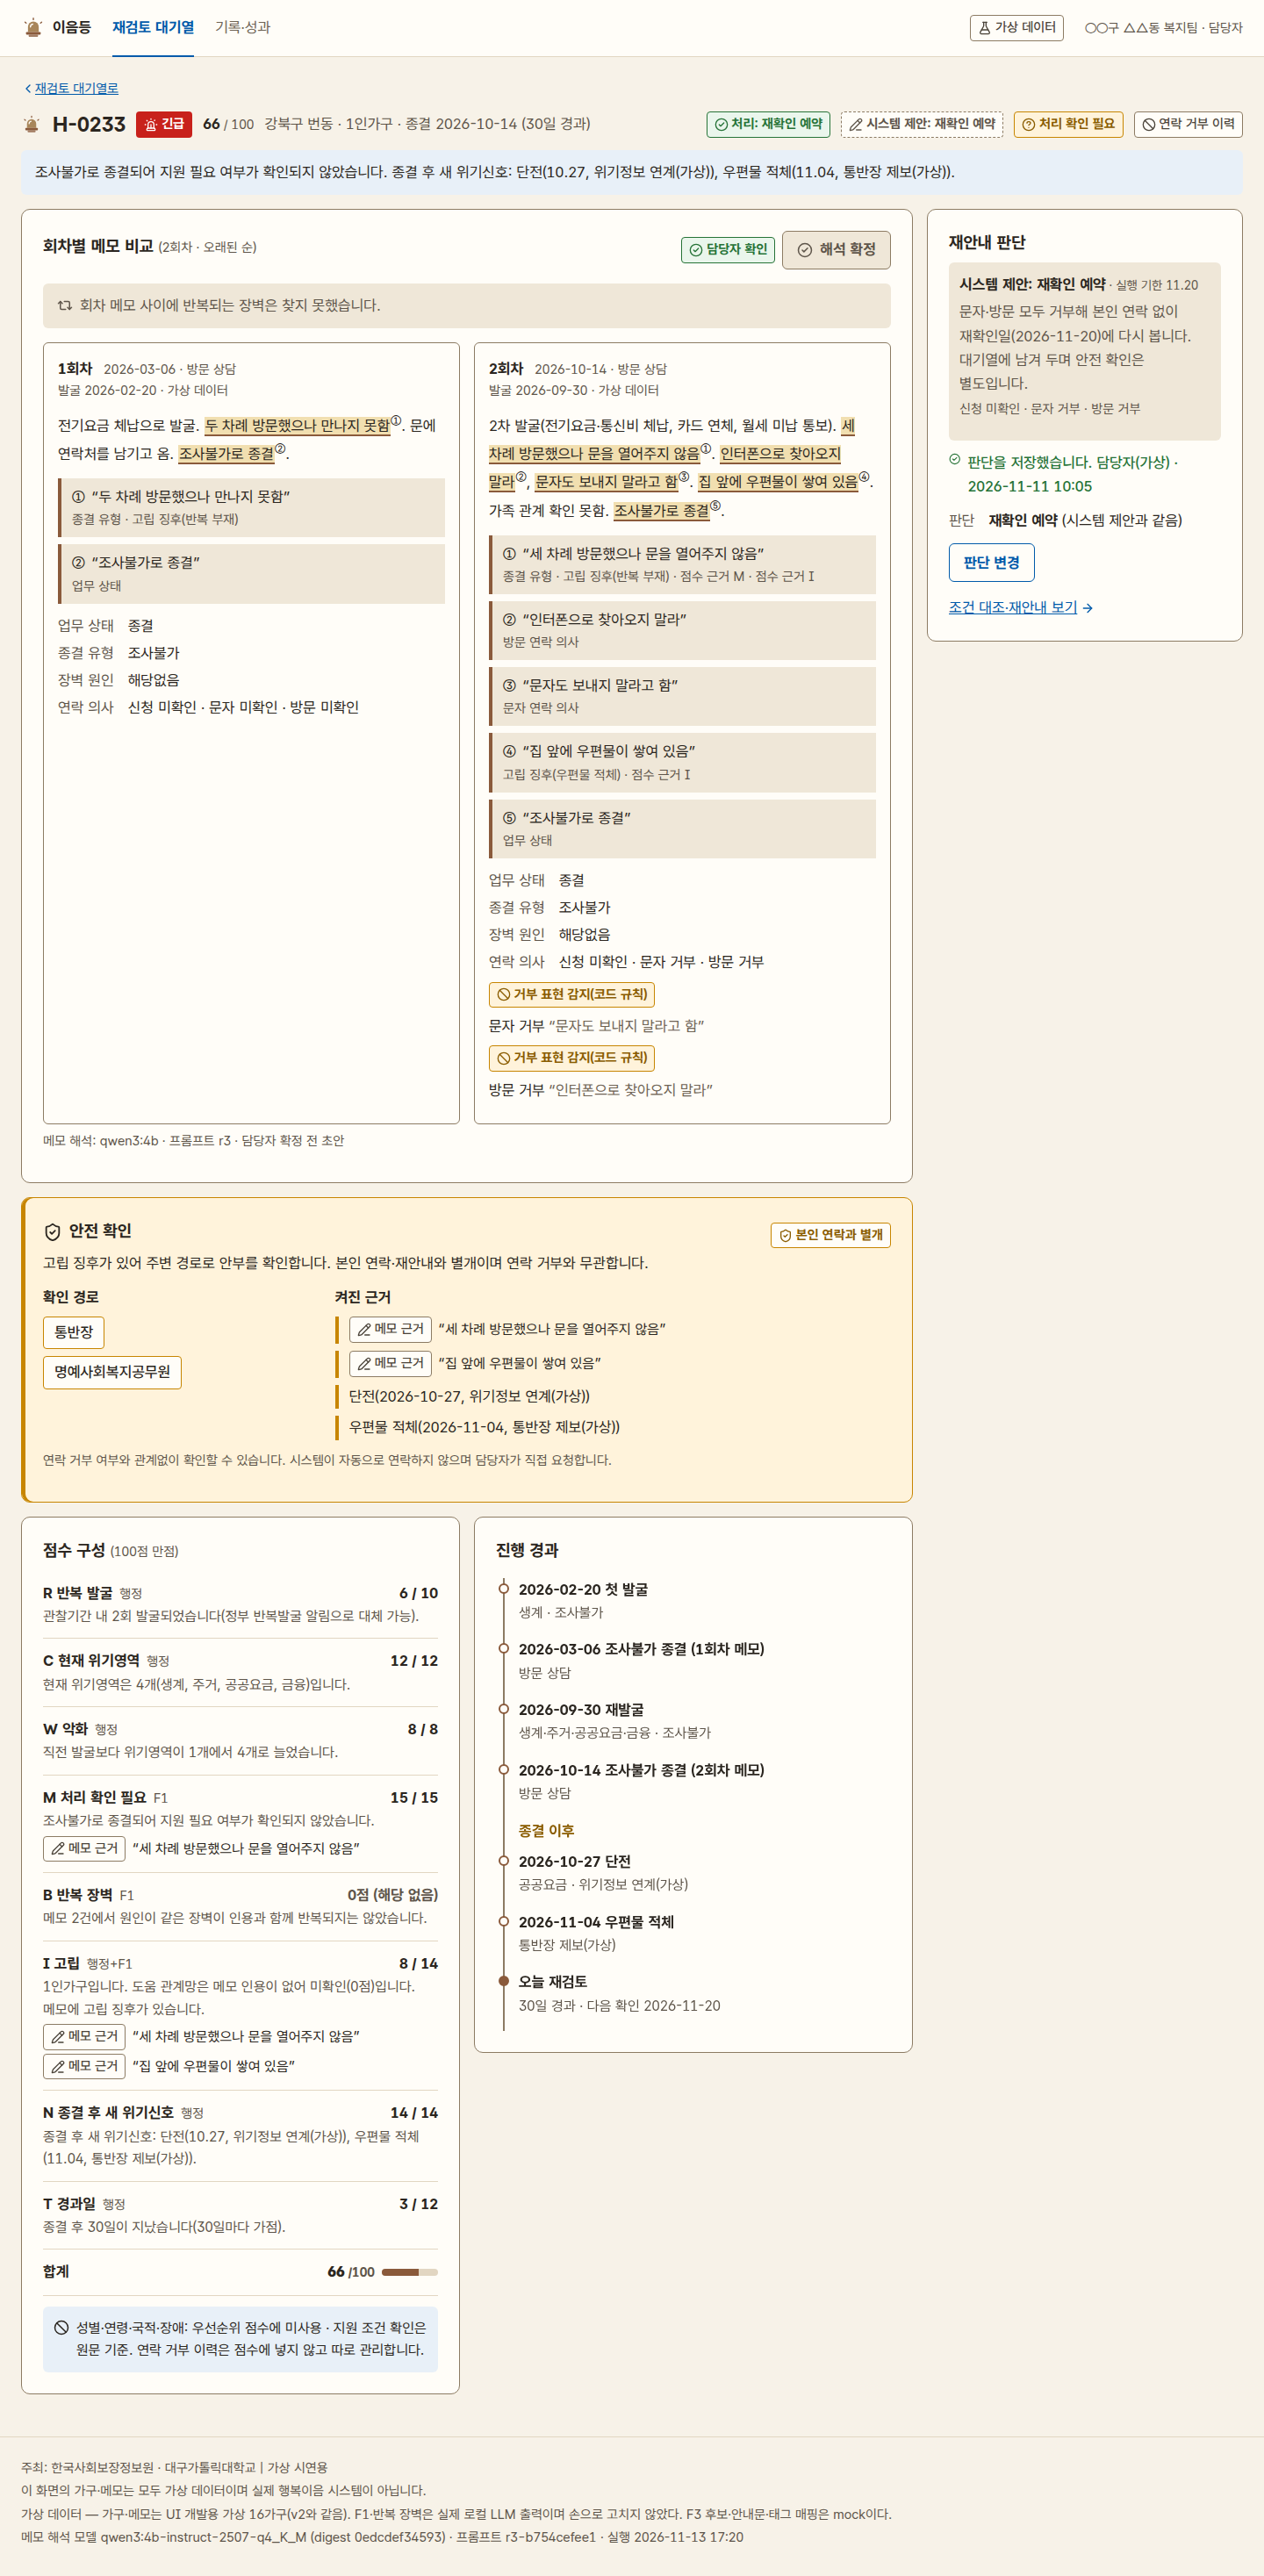 이음등 재검토 대기열 기록·성과 가상 데이터 ○○구 △△동 복지팀 · 담당자
재검토 대기열로
H-0233 긴급 66 / 100 강북구 번동 · 1인가구 · 종결 2026-10-14 (30일 경과) 처리: 재확인 예약 시스템 제안: 재확인 예약 처리 확인 필요 연락 거부 이력
조사불가로 종결되어 지원 필요 여부가 확인되지 않았습니다. 종결 후 새 위기신호: 단전(10.27, 위기정보 연계(가상)), 우편물 적체(11.04, 통반장 제보(가상)).
회차별 메모 비교 (2회차 · 오래된 순) 담당자 확인 해석 확정
회차 메모 사이에 반복되는 장벽은 찾지 못했습니다.
1회차 2026-03-06 · 방문 상담
발굴 2026-02-20 · 가상 데이터
전기요금 체납으로 발굴. 두 차례 방문했으나 만나지 못함①. 문에
연락처를 남기고 옴. 조사불가로 종결②.
① “두 차례 방문했으나 만나지 못함”
종결 유형 · 고립 징후(반복 부재)
② “조사불가로 종결”
업무 상태
업무 상태 종결
종결 유형 조사불가
장벽 원인 해당없음
연락 의사 신청 미확인 · 문자 미확인 · 방문 미확인
2회차 2026-10-14 · 방문 상담
발굴 2026-09-30 · 가상 데이터
2차 발굴(전기요금·통신비 체납, 카드 연체, 월세 미납 통보). 세
차례 방문했으나 문을 열어주지 않음①. 인터폰으로 찾아오지
말라②, 문자도 보내지 말라고 함③. 집 앞에 우편물이 쌓여 있음④.
가족 관계 확인 못함. 조사불가로 종결⑤.
① “세 차례 방문했으나 문을 열어주지 않음”
종결 유형 · 고립 징후(반복 부재) · 점수 근거 M · 점수 근거 I
② “인터폰으로 찾아오지 말라”
방문 연락 의사
③ “문자도 보내지 말라고 함”
문자 연락 의사
④ “집 앞에 우편물이 쌓여 있음”
고립 징후(우편물 적체) · 점수 근거 I
⑤ “조사불가로 종결”
업무 상태
업무 상태 종결
종결 유형 조사불가
장벽 원인 해당없음
연락 의사 신청 미확인 · 문자 거부 · 방문 거부
거부 표현 감지(코드 규칙)
문자 거부 “문자도 보내지 말라고 함”
거부 표현 감지(코드 규칙)
방문 거부 “인터폰으로 찾아오지 말라”
메모 해석: qwen3:4b · 프롬프트 r3 · 담당자 확정 전 초안
재안내 판단
시스템 제안: 재확인 예약 · 실행 기한 11.20
문자·방문 모두 거부해 본인 연락 없이
재확인일(2026-11-20)에 다시 봅니다.
대기열에 남겨 두며 안전 확인은
별도입니다.
신청 미확인 · 문자 거부 · 방문 거부
판단을 저장했습니다. 담당자(가상) ·
2026-11-11 10:05
판단 재확인 예약 (시스템 제안과 같음)
판단 변경
조건 대조·재안내 보기 →
안전 확인 본인 연락과 별개
고립 징후가 있어 주변 경로로 안부를 확인합니다. 본인 연락·재안내와 별개이며 연락 거부와 무관합니다.
확인 경로
통반장
명예사회복지공무원
켜진 근거
메모 근거 “세 차례 방문했으나 문을 열어주지 않음”
메모 근거 “집 앞에 우편물이 쌓여 있음”
단전(2026-10-27, 위기정보 연계(가상))
우편물 적체(2026-11-04, 통반장 제보(가상))
연락 거부 여부와 관계없이 확인할 수 있습니다. 시스템이 자동으로 연락하지 않으며 담당자가 직접 요청합니다.
점수 구성 (100점 만점)
R 반복 발굴 행정 6 / 10
관찰기간 내 2회 발굴되었습니다(정부 반복발굴 알림으로 대체 가능).
C 현재 위기영역 행정 12 / 12
현재 위기영역은 4개(생계, 주거, 공공요금, 금융)입니다.
W 악화 행정 8 / 8
직전 발굴보다 위기영역이 1개에서 4개로 늘었습니다.
M 처리 확인 필요 F1 15 / 15
조사불가로 종결되어 지원 필요 여부가 확인되지 않았습니다.
메모 근거 “세 차례 방문했으나 문을 열어주지 않음”
B 반복 장벽 F1 0점 (해당 없음)
메모 2건에서 원인이 같은 장벽이 인용과 함께 반복되지는 않았습니다.
I 고립 행정+F1 8 / 14
1인가구입니다. 도움 관계망은 메모 인용이 없어 미확인(0점)입니다.
메모에 고립 징후가 있습니다.
메모 근거 “세 차례 방문했으나 문을 열어주지 않음”
메모 근거 “집 앞에 우편물이 쌓여 있음”
N 종결 후 새 위기신호 행정 14 / 14
종결 후 새 위기신호: 단전(10.27, 위기정보 연계(가상)), 우편물 적체
(11.04, 통반장 제보(가상)).
T 경과일 행정 3 / 12
종결 후 30일이 지났습니다(30일마다 가점).
합계 66 /100
성별·연령·국적·장애: 우선순위 점수에 미사용 · 지원 조건 확인은
원문 기준. 연락 거부 이력은 점수에 넣지 않고 따로 관리합니다.
진행 경과
2026-02-20 첫 발굴
생계 · 조사불가
2026-03-06 조사불가 종결 (1회차 메모)
방문 상담
2026-09-30 재발굴
생계·주거·공공요금·금융 · 조사불가
2026-10-14 조사불가 종결 (2회차 메모)
방문 상담
종결 이후
2026-10-27 단전
공공요금 · 위기정보 연계(가상)
2026-11-04 우편물 적체
통반장 제보(가상)
오늘 재검토
30일 경과 · 다음 확인 2026-11-20
주최: 한국사회보장정보원 · 대구가톨릭대학교 | 가상 시연용
이 화면의 가구·메모는 모두 가상 데이터이며 실제 행복이음 시스템이 아닙니다.
가상 데이터 — 가구·메모는 UI 개발용 가상 16가구(v2와 같음). F1·반복 장벽은 실제 로컬 LLM 출력이며 손으로 고치지 않았다. F3 후보·안내문·태그 매핑은 mock이다.
메모 해석 모델 qwen3:4b-instruct-2507-q4_K_M (digest 0edcdef34593) · 프롬프트 r3-b754cefee1 · 실행 2026-11-13 17:20